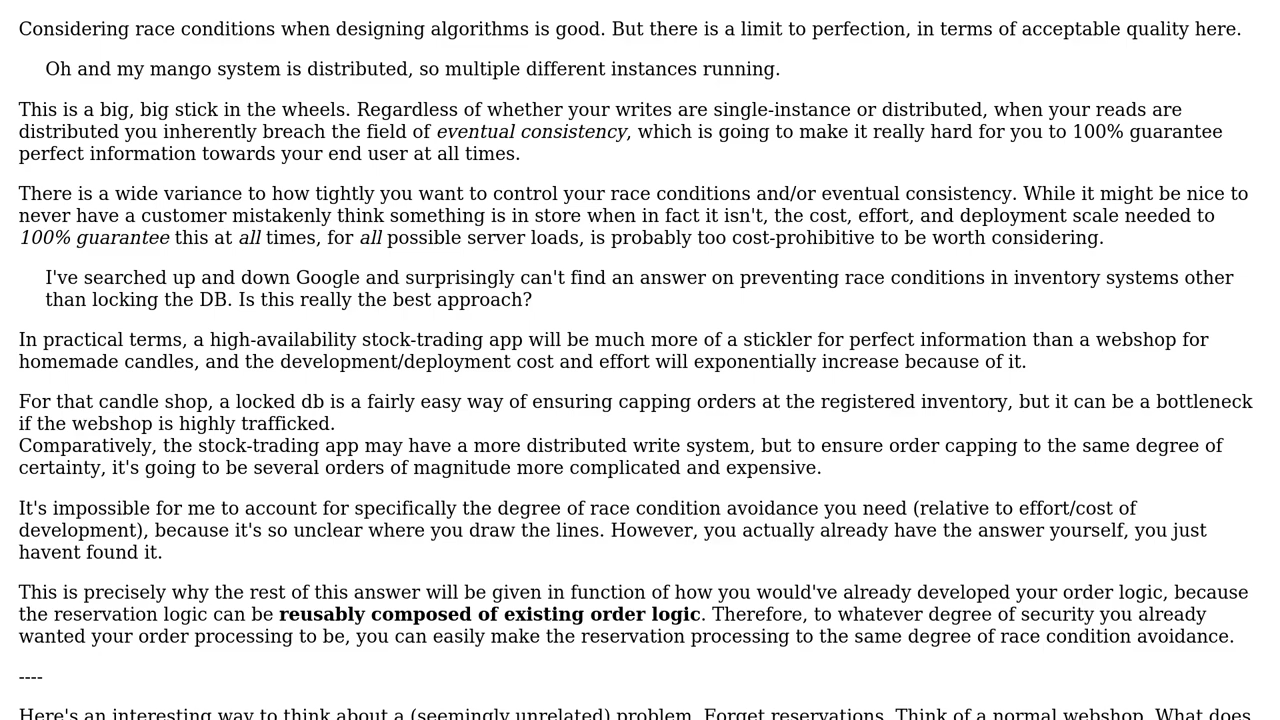 Considering race conditions when designing algorithms is good. But there is a limit to perfection, in terms of acceptable quality here.
Oh and my mango system is distributed, so multiple different instances running.
This is a big, big stick in the wheels. Regardless of whether your writes are single-instance or distributed, when your reads are
distributed you inherently breach the field of eventual consistency, which is going to make it really hard for you to 100% guarantee
perfect information towards your end user at all times.
There is a wide variance to how tightly you want to control your race conditions and/or eventual consistency. While it might be nice to
never have a customer mistakenly think something is in store when in fact it isn't, the cost, effort, and deployment scale needed to
100% guarantee this at all times, for all possible server loads, is probably too cost-prohibitive to be worth considering.
I've searched up and down Google and surprisingly can't find an answer on preventing race conditions in inventory systems other
than locking the DB. Is this really the best approach?
In practical terms, a high-availability stock-trading app will be much more of a stickler for perfect information than a webshop for
homemade candles, and the development/deployment cost and effort will exponentially increase because of it.
For that candle shop, a locked db is a fairly easy way of ensuring capping orders at the registered inventory, but it can be a bottleneck
if the webshop is highly trafficked.
Comparatively, the stock-trading app may have a more distributed write system, but to ensure order capping to the same degree of
certainty, it's going to be several orders of magnitude more complicated and expensive.
It's impossible for me to account for specifically the degree of race condition avoidance you need (relative to effort/cost of
development), because it's so unclear where you draw the lines. However, you actually already have the answer yourself, you just
havent found it.
This is precisely why the rest of this answer will be given in function of how you would've already developed your order logic, because
the reservation logic can be reusably composed of existing order logic. Therefore, to whatever degree of security you already
wanted your order processing to be, you can easily make the reservation processing to the same degree of race condition avoidance.
----
Here's an interesting way to think about a (seemingly unrelated) problem. Forget reservations. Think of a normal webshop. What does